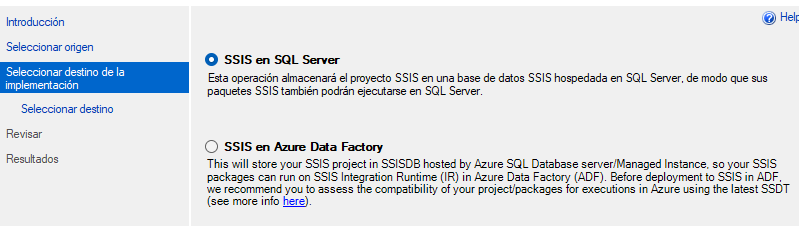 Introducción
Help
Seleccionar origen
Seleccionar destino de la
implementación
Seleccionar destino
Revisar
Resultados
SSIS en SQL Server
Esta operación almacenará el proyecto SSIS en una base de datos SSIS hospedada en SQL Server, de modo que sus
paquetes SSIS también podrán ejecutarse en SQL Server.
SSIS en Azure Data Factory
This will store your SSIS project in SSISDB hosted by Azure SQL Database server/Managed Instance, so your SSIS
packages can run on SSIS Integration Runtime (IR) in Azure Data Factory (ADF). Before deployment to SSIS in ADF,
we recommend you to assess the compatibility of your project/packages for executions in Azure using the latest SSDT
(see more info here).